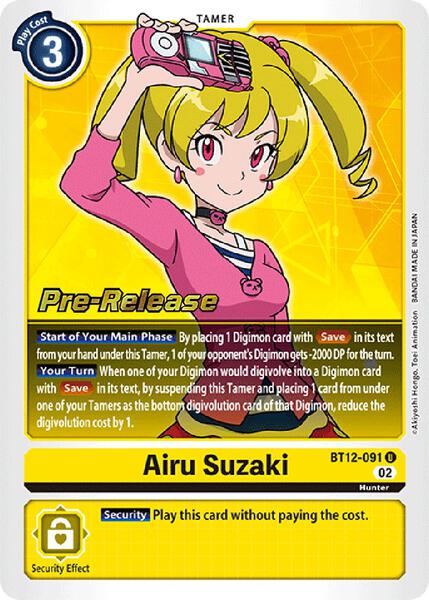 TAMER
Play Cost
3
Pre-Release
Start of Your Main Phase By placing 1 Digimon card with Save in its text
from your hand under this Tamer, 1 of your opponent's Digimon gets -2000 DP for the turn.
Your Turn When one of your Digimon would digivolve into a Digimon card
with Save in its text, by suspending this Tamer and placing 1 card from under
one of your Tamers as the bottom digivolution card of that Digimon, reduce the
digivolution cost by 1.
©Akiyoshi Hongo, Toei Animation BANDAI MADE IN JAPAN
Airu Suzaki
BT12-091 U
02
Hunter
Security Play this card without paying the cost.
Security Effect